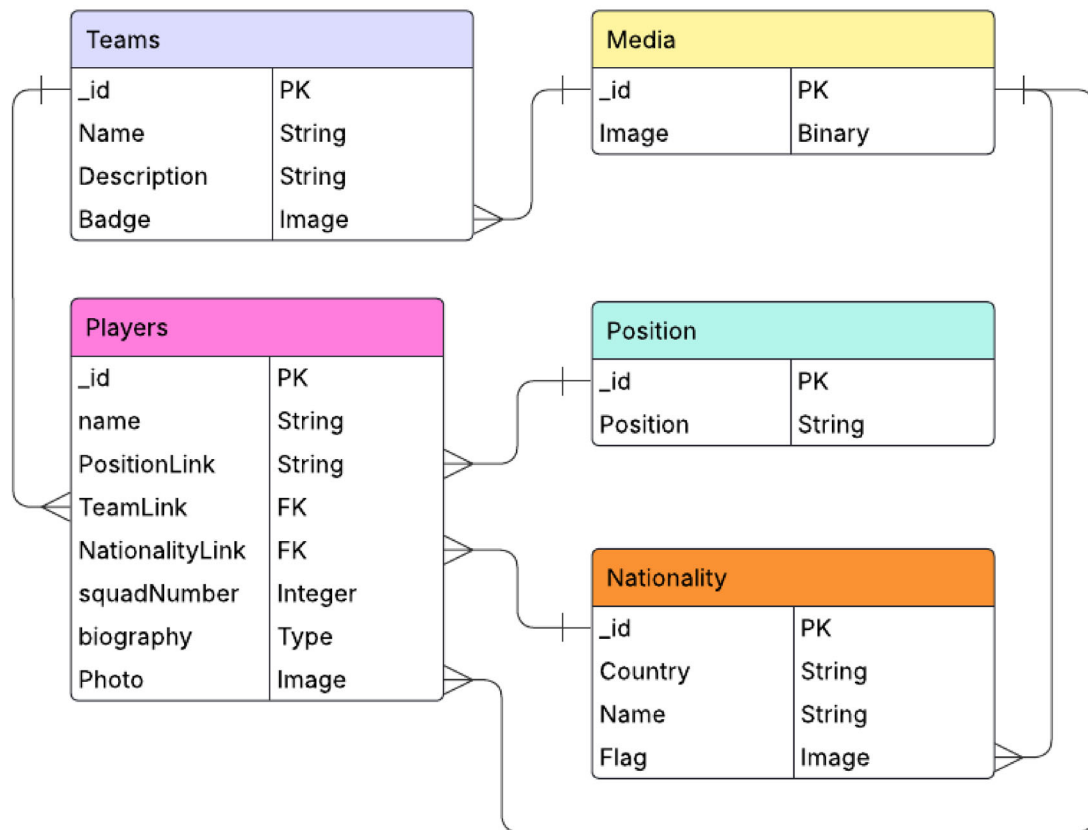 Teams
_id PK
Name String
Description String
Badge Image
Media
_id PK
Image Binary
Players
_id PK
name String
PositionLink String
TeamLink FK
NationalityLink FK
squadNumber Integer
biography Type
Photo Image
Position
_id PK
Position String
Nationality
_id PK
Country String
Name String
Flag Image